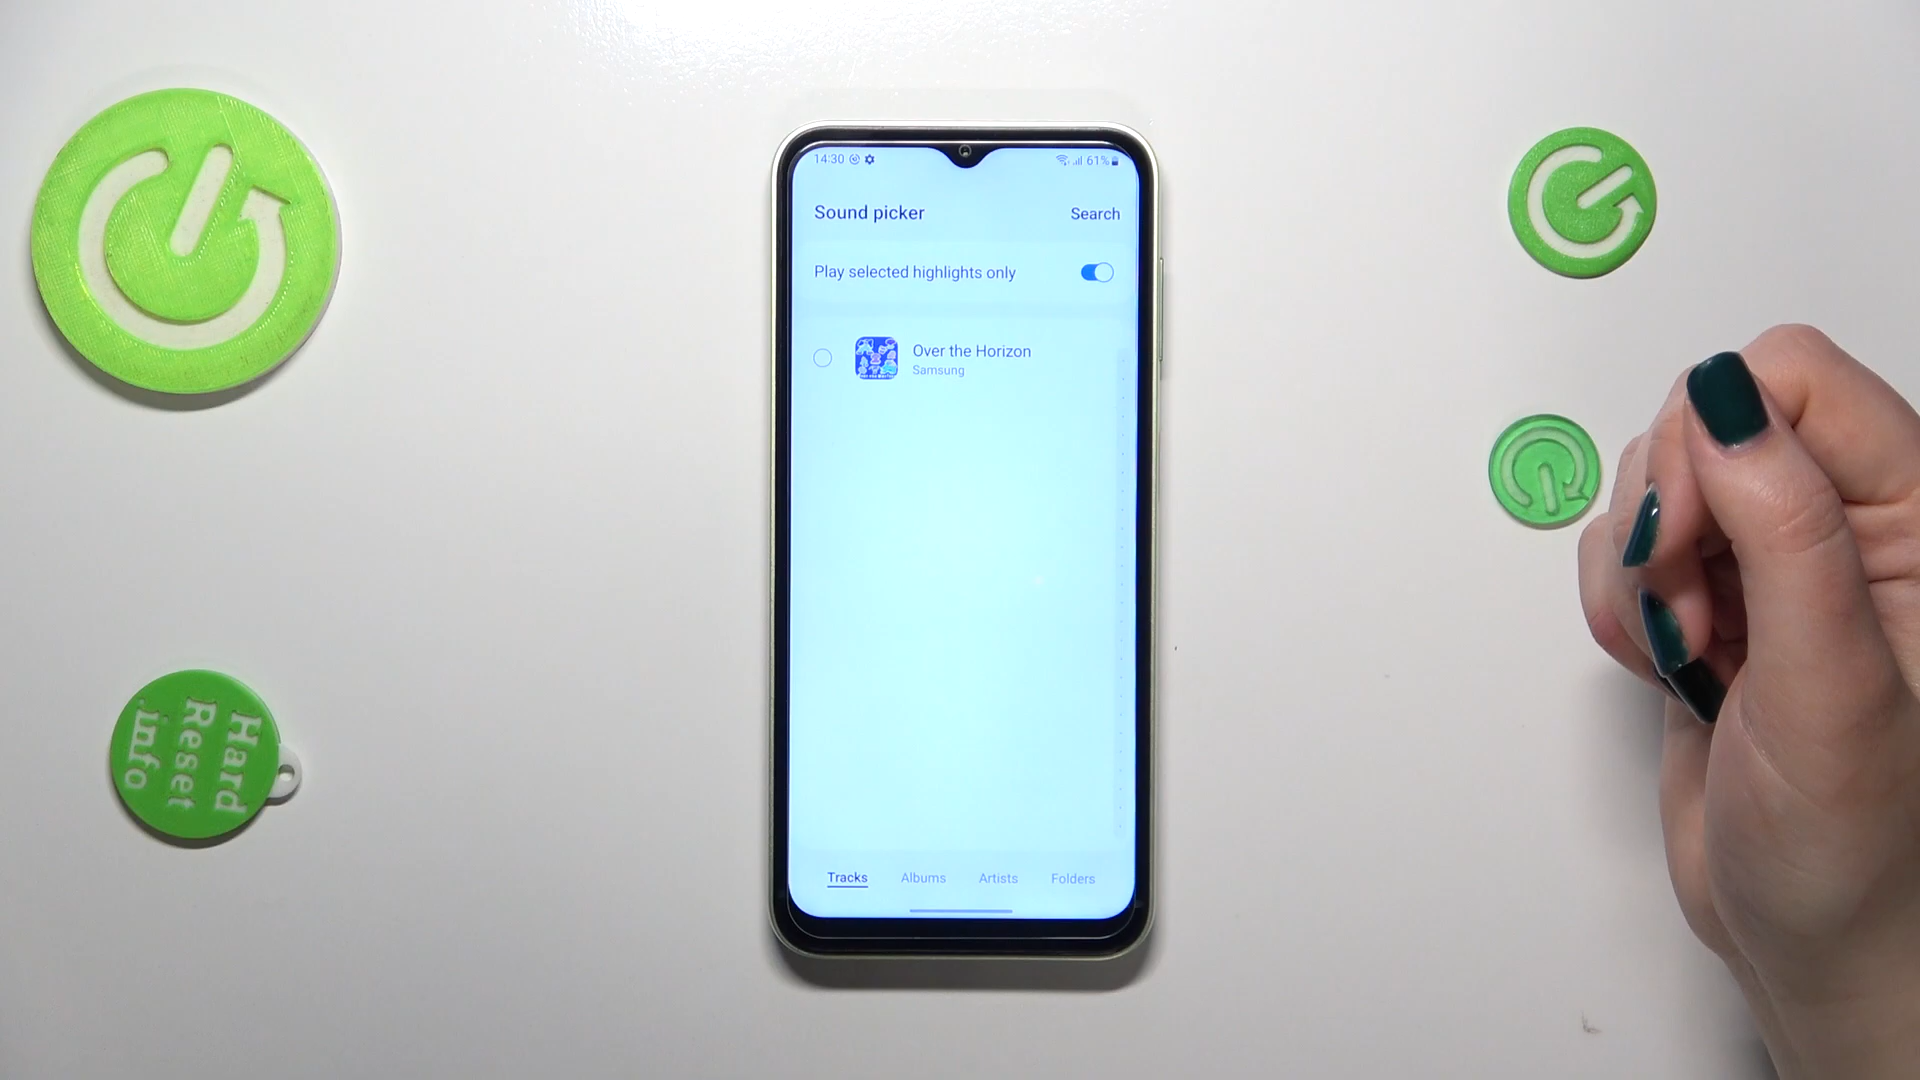 14:30
61%
Sound picker
Search
Play selected highlights only
Over the Horizon
Samsung
Tracks
Albums
Artists
Folders
Hard
Reset
.info